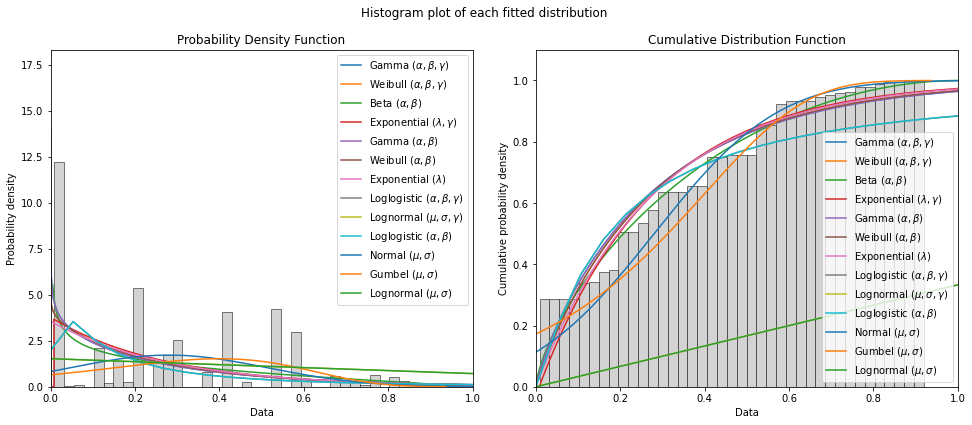 Histogram plot of each fitted distribution
Probability Density Function
Probability density
17.5
15.0
12.5
10.0
7.5
5.0
2.5
0.0
0.0 0.2 0.4 0.6 0.8 1.0
Data
Gamma (α, β, γ)
Weibull (α, β, γ)
Beta (α, β)
Exponential (λ, γ)
Gamma (α, β)
Weibull (α, β)
Exponential (λ)
Loglogistic (α, β, γ)
Lognormal (μ, σ, γ)
Loglogistic (α, β)
Normal (μ, σ)
Gumbel (μ, σ)
Lognormal (μ, σ)
Cumulative Distribution Function
Cumulative probability density
1.0
0.8
0.6
0.4
0.2
0.0
0.0 0.2 0.4 0.6 0.8 1.0
Data
Gamma (α, β, γ)
Weibull (α, β, γ)
Beta (α, β)
Exponential (λ, γ)
Gamma (α, β)
Weibull (α, β)
Exponential (λ)
Loglogistic (α, β, γ)
Lognormal (μ, σ, γ)
Loglogistic (α, β)
Normal (μ, σ)
Gumbel (μ, σ)
Lognormal (μ, σ)